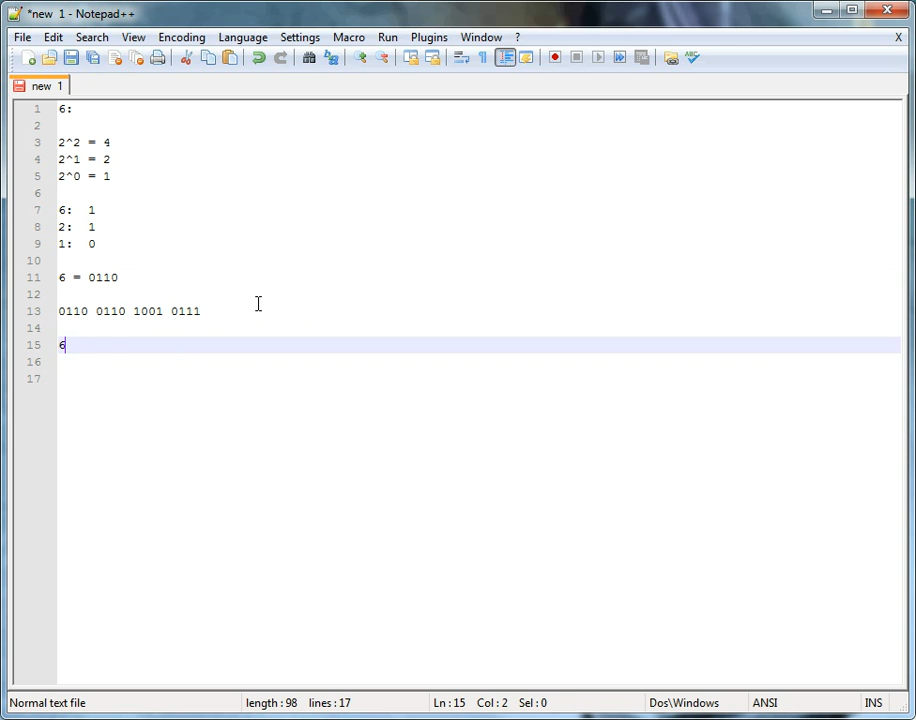 *new 1 - Notepad++
File Edit Search View Encoding Language Settings Macro Run Plugins Window ? X
new 1
1 6:
2
3 2^2 = 4
4 2^1 = 2
5 2^0 = 1
6
7 6: 1
8 2: 1
9 1: 0
10
11 6 = 0110
12
13 0110 0110 1001 0111
14
15 6
16
17
Normal text file length : 98 lines : 17 Ln : 15 Col : 2 Sel : 0 Dos\Windows ANSI INS